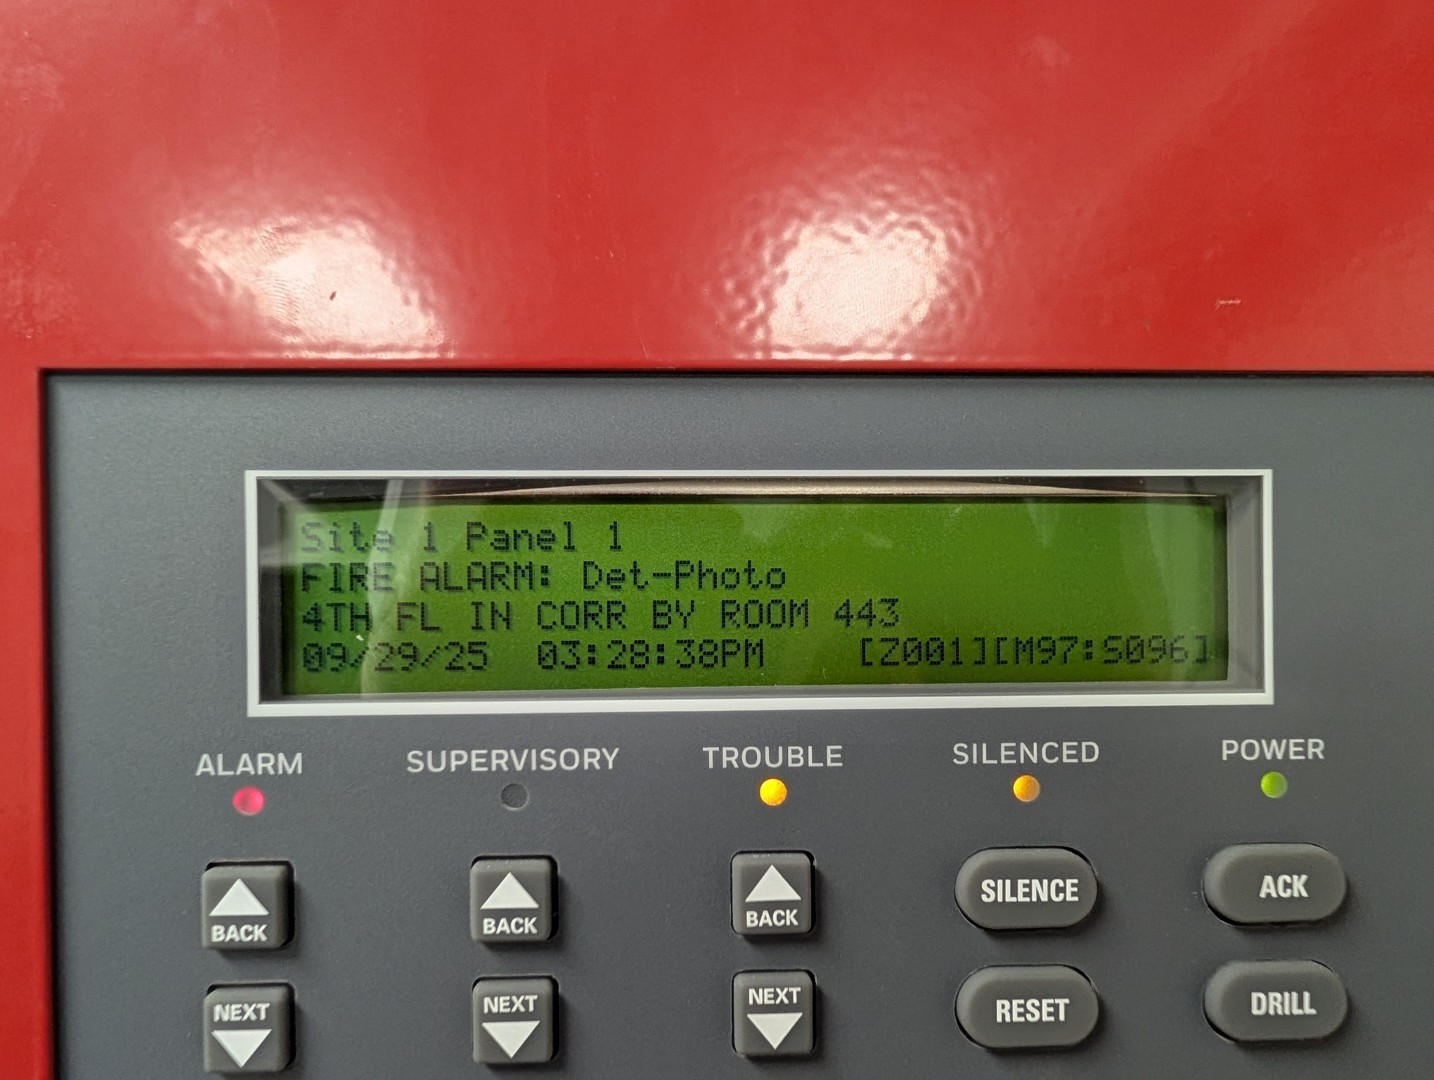 Site 1 Panel 1
FIRE ALARM: Det-Photo
4TH FL IN CORR BY ROOM 443
09/29/25 03:28:38PM [Z001][M97:S096]
ALARM SUPERVISORY TROUBLE SILENCED POWER
BACK BACK BACK SILENCE ACK
NEXT NEXT NEXT RESET DRILL